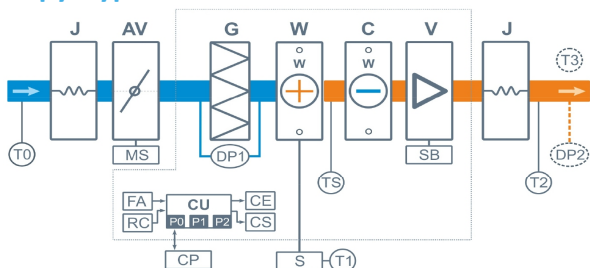 J AV G W C V J
W W
T3
T0 MS DP1 TS SB T2 DP2
FA CU CE
RC P0 P1 P2 CS
CP S T1